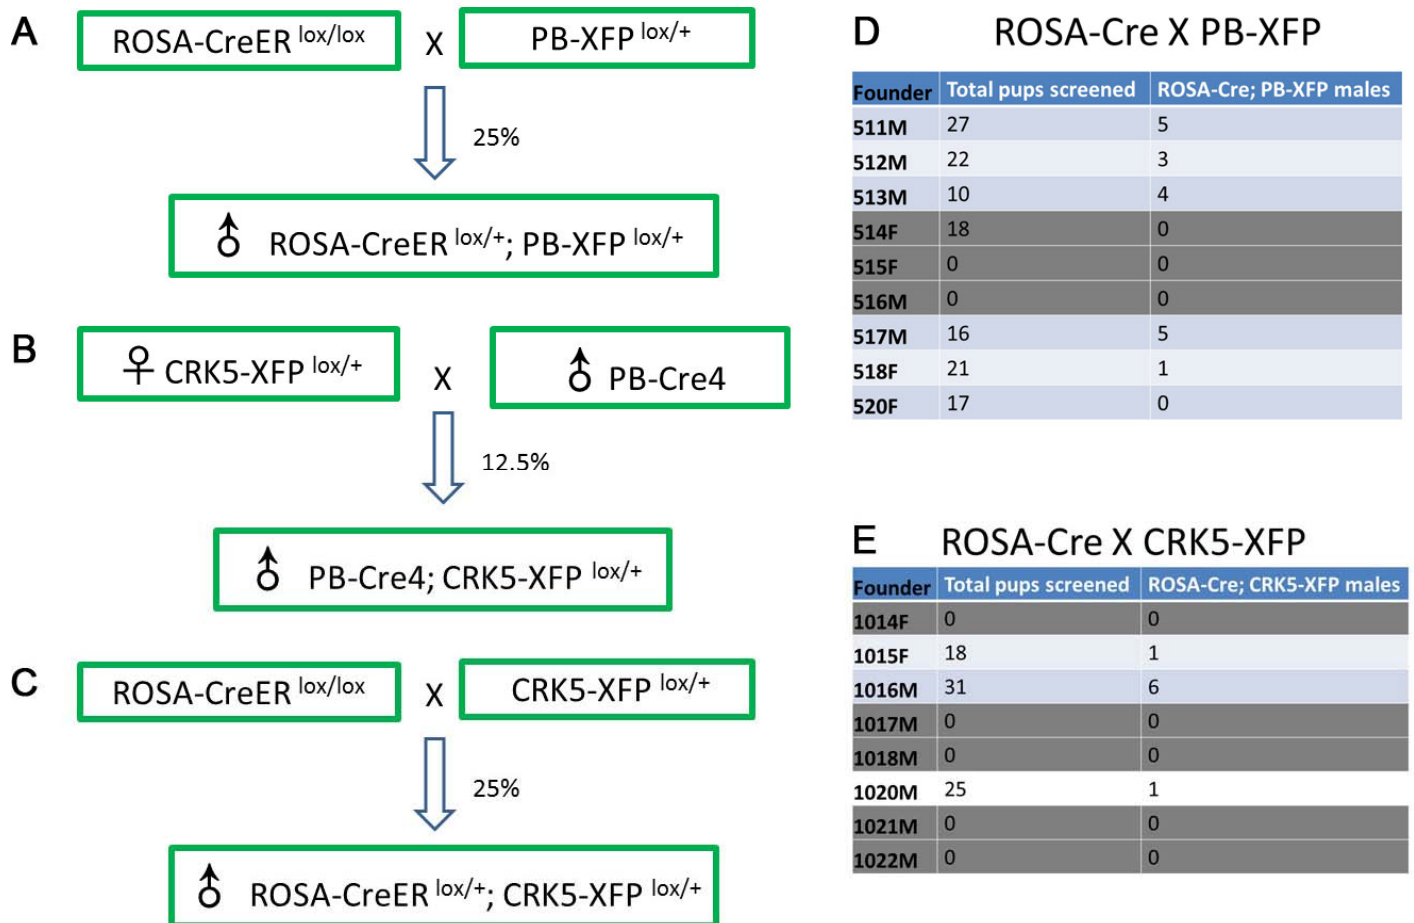 A
ROSA-CreER lox/lox X PB-XFP lox/+
25%
♂ ROSA-CreER lox/+; PB-XFP lox/+
B
♀ CRK5-XFP lox/+ X ♂ PB-Cre4
12.5%
♂ PB-Cre4; CRK5-XFP lox/+
C
ROSA-CreER lox/lox X CRK5-XFP lox/+
25%
♂ ROSA-CreER lox/+; CRK5-XFP lox/+
D ROSA-Cre X PB-XFP
Founder Total pups screened ROSA-Cre; PB-XFP males
511M 27 5
512M 22 3
513M 10 4
514F 18 0
515F 0 0
516M 0 0
517M 16 5
518F 21 1
520F 17 0
E ROSA-Cre X CRK5-XFP
Founder Total pups screened ROSA-Cre; CRK5-XFP males
1014F 0 0
1015F 18 1
1016M 31 6
1017M 0 0
1018M 0 0
1020M 25 1
1021M 0 0
1022M 0 0